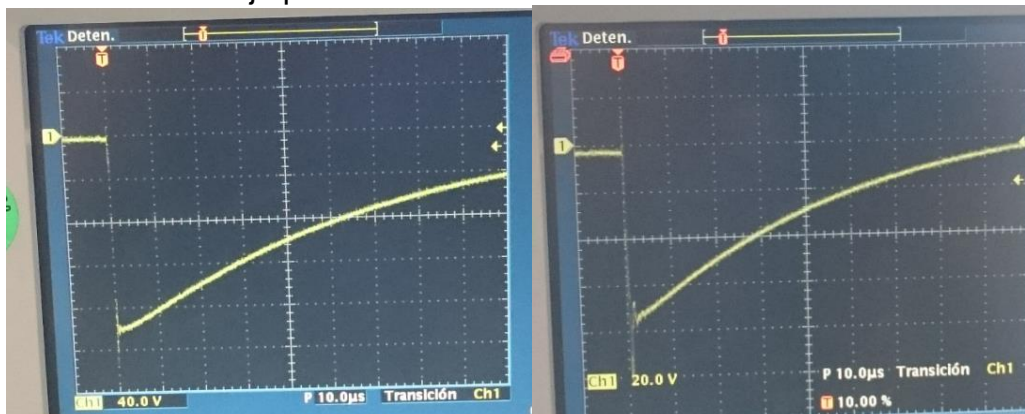 Tek Deten.
T
1
Ch1 40.0 V P 10.0µs Transición Ch1
Tek Deten.
T
1
Ch1 20.0 V P 10.0µs Transición Ch1
T 10.00 %